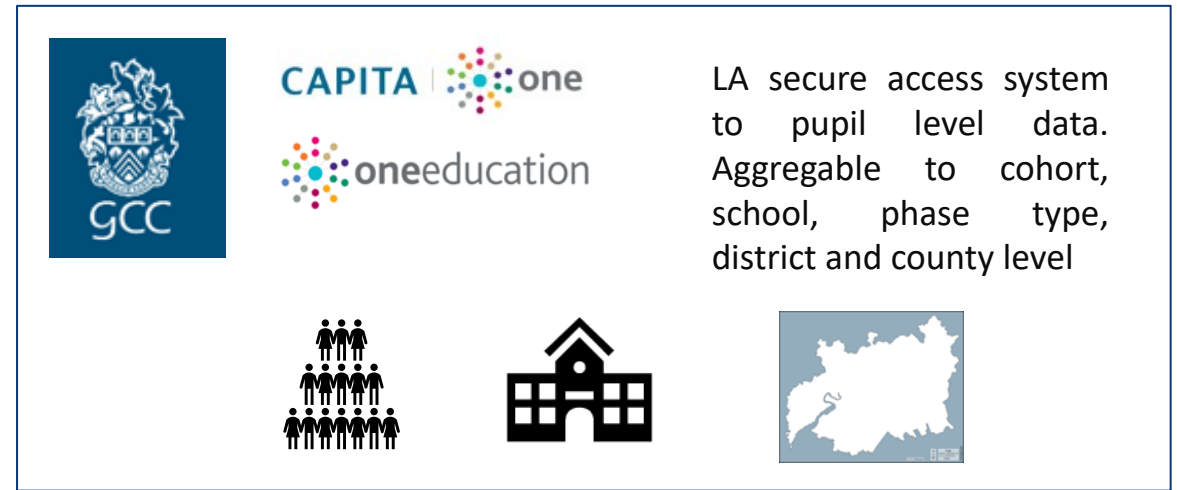 GCC
CAPITA one
oneeducation
LA secure access system
to pupil level data.
Aggregable to cohort,
school, phase type,
district and county level